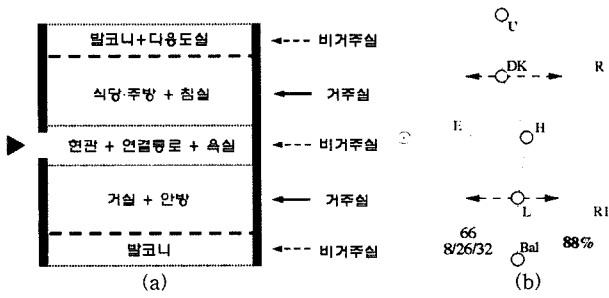 발코니+다용도실
비거주실
식당·주방 + 침실
거주실
현관 + 연결통로 + 욕실
비거주실
거실 + 안방
거주실
발코니
비거주실
(a)
U
DK
R
E
H
L
R1
66
8/26/32
88%
Bal
(b)